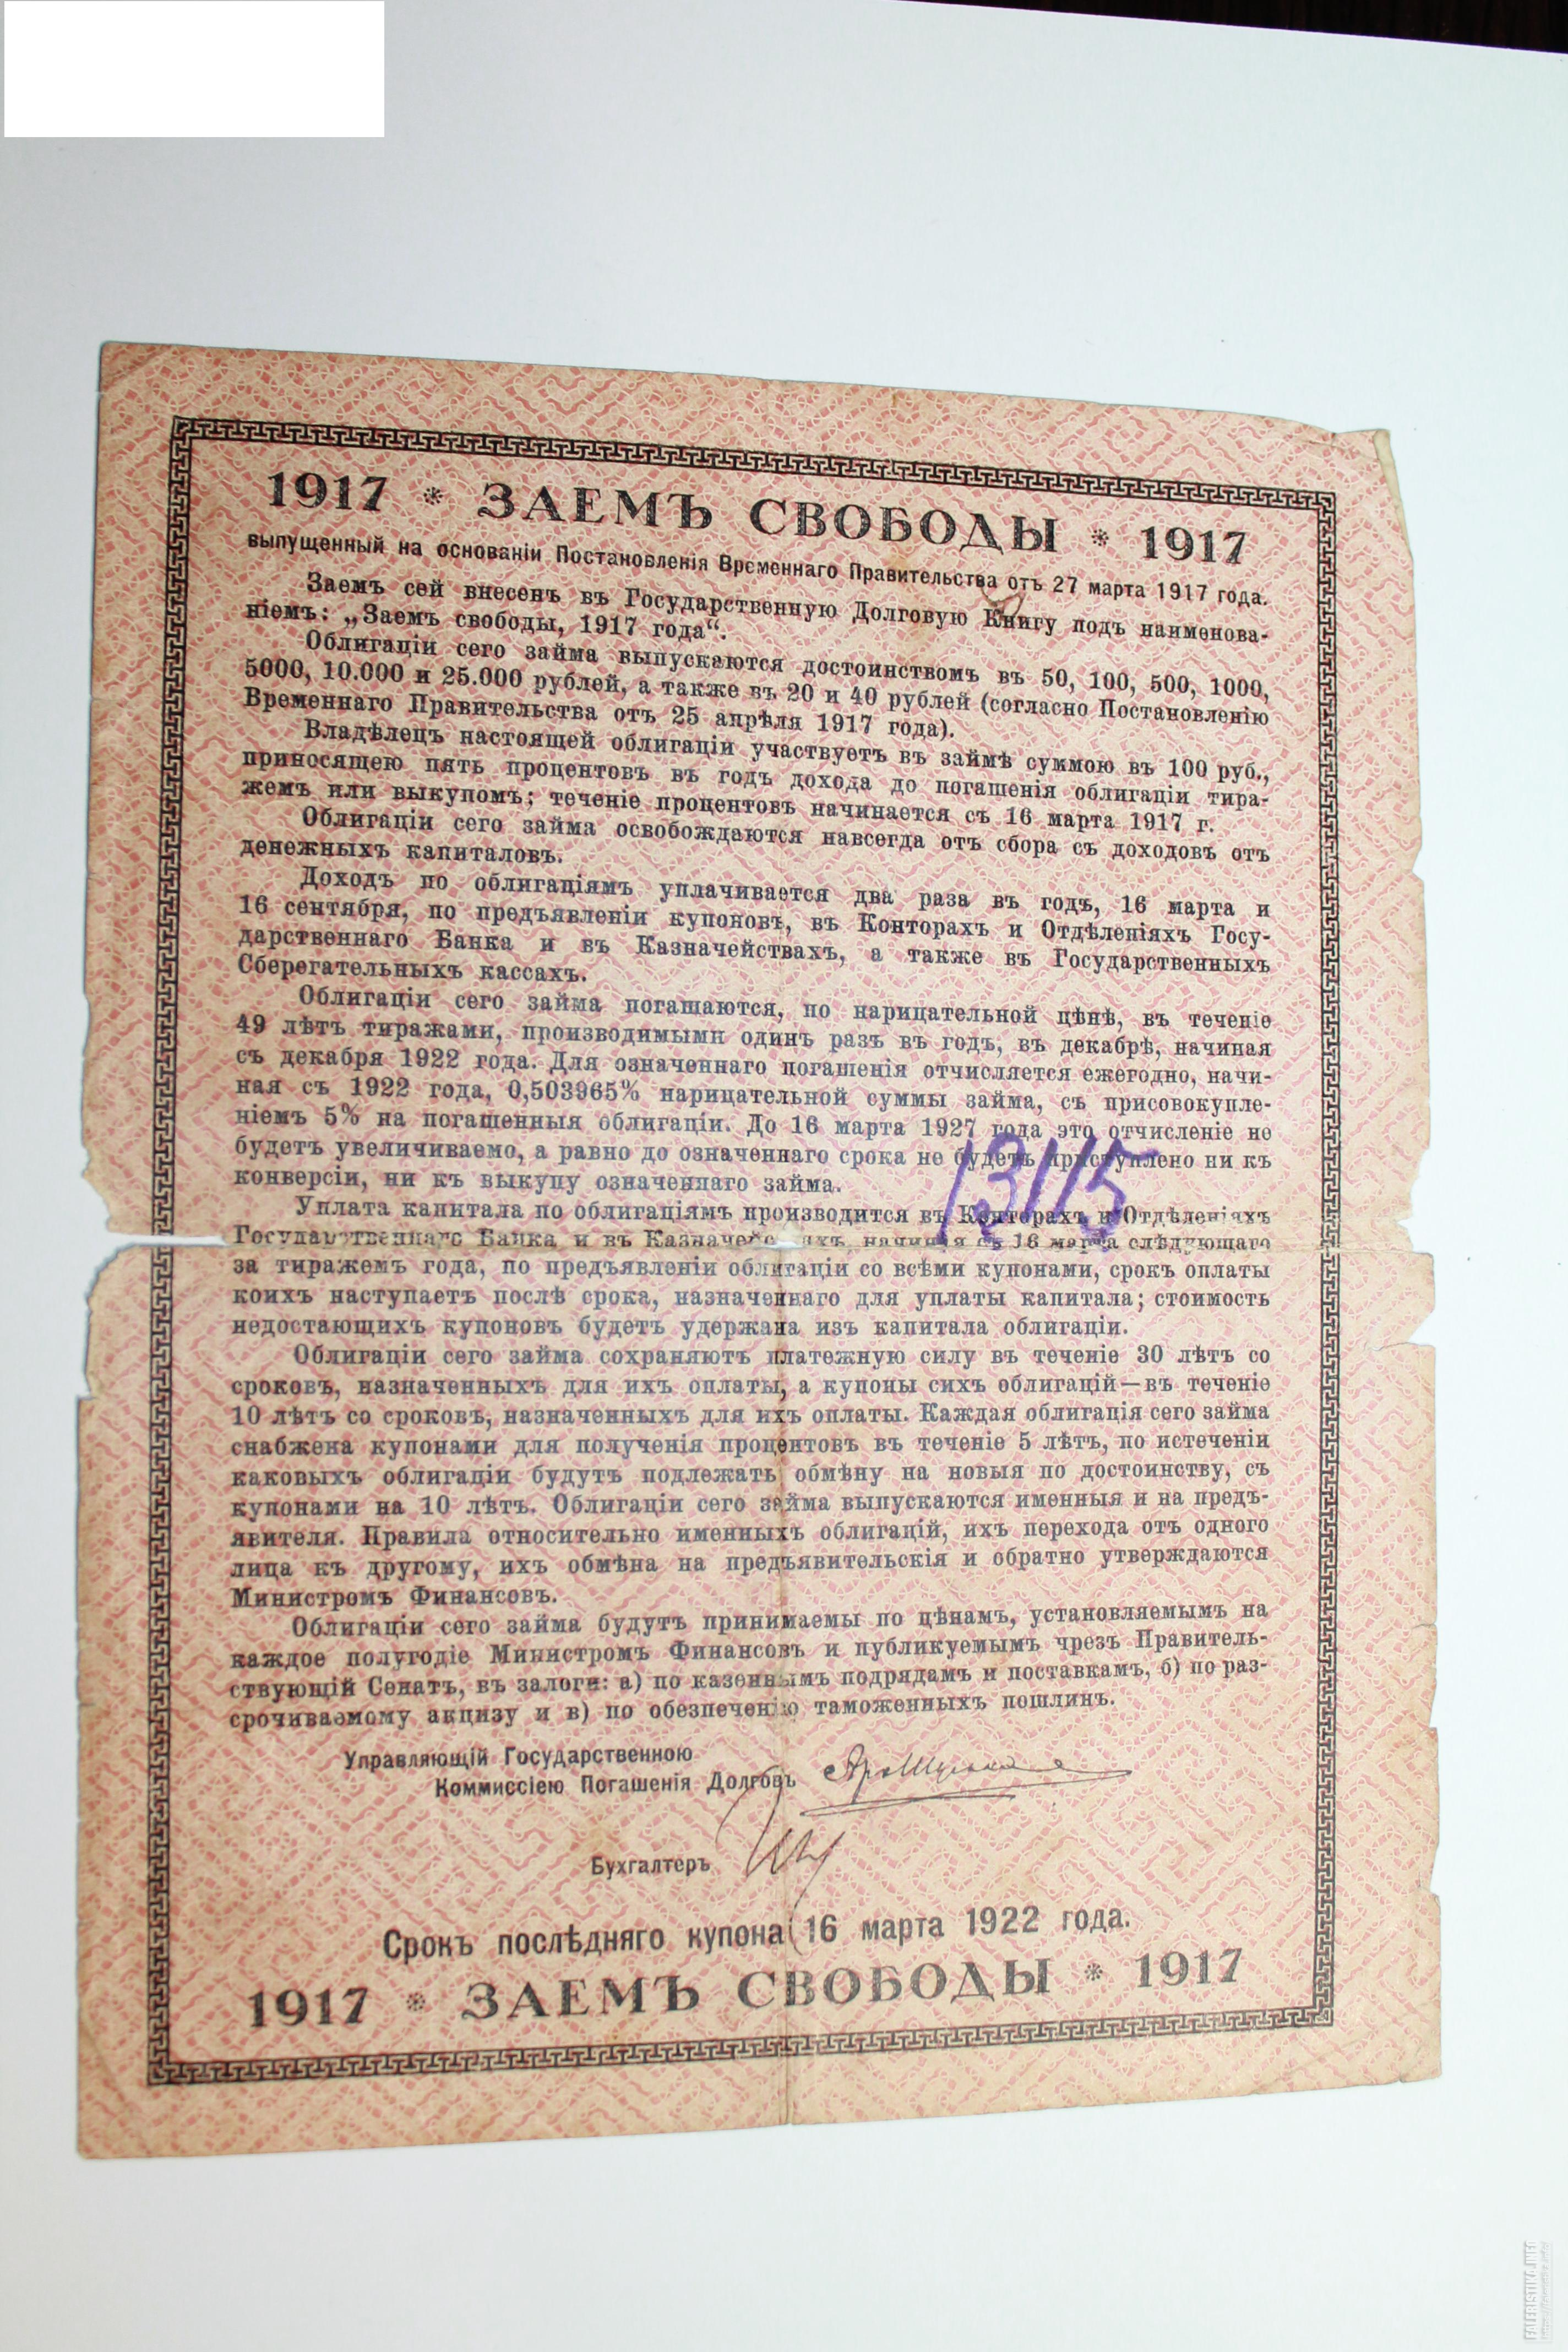 1917 * ЗАЕМЪ СВОБОДЫ * 1917
выпущенный на основаніи Постановленія Временнаго Правительства отъ 27 марта 1917 года.
Заемъ сей внесенъ въ Государственную Долговую Книгу подъ наименова-
ніемъ: „Заемъ свободы, 1917 года“.
Облигаціи сего займа выпускаются достоинствомъ въ 50, 100, 500, 1000,
5000, 10.000 и 25.000 рублей, а также въ 20 и 40 рублей (согласно Постановленію
Временнаго Правительства отъ 25 апрѣля 1917 года).
Владѣлецъ настоящей облигаціи участвуетъ въ займѣ суммою въ 100 руб.,
приносящею пять процентовъ въ годъ дохода до погашенія облигаціи тира-
жемъ или выкупомъ; теченіе процентовъ начинается съ 16 марта 1917 г.
Облигаціи сего займа освобождаются навсегда отъ сбора съ доходовъ отъ
денежныхъ капиталовъ.
Доходъ по облигаціямъ уплачивается два раза въ годъ, 16 марта и
16 сентября, по предъявленіи купоновъ, въ Конторахъ и Отдѣленіяхъ Госу-
дарственнаго Банка и въ Казначействахъ, а также въ Государственныхъ
Сберегательныхъ кассахъ.
Облигаціи сего займа погашаются, по нарицательной цѣнѣ, въ теченіе
49 лѣтъ тиражами, производимыми одинъ разъ въ годъ, въ декабрѣ, начиная
съ декабря 1922 года. Для означеннаго погашенія отчисляется ежегодно, начи-
ная съ 1922 года, 0,503965% нарицательной суммы займа, съ присовокупле-
ніемъ 5% на погашенныя облигаціи. До 16 марта 1927 года это отчисленіе не
будетъ увеличиваемо, а равно до означеннаго срока не будетъ приступлено ни къ
конверсіи, ни къ выкупу означеннаго займа.
13115
Уплата капитала по облигаціямъ производится въ Конторахъ и Отдѣленіяхъ
Государственнаго Банка и въ Казначействахъ, начиная съ 16 марта слѣдующаго
за тиражемъ года, по предъявленіи облигаціи со всѣми купонами, срокъ оплаты
коихъ наступаетъ послѣ срока, назначеннаго для уплаты капитала; стоимость
недостающихъ купоновъ будетъ удержана изъ капитала облигаціи.
Облигаціи сего займа сохраняютъ платежную силу въ теченіе 30 лѣтъ со
сроковъ, назначенныхъ для ихъ оплаты, а купоны сихъ облигацій—въ теченіе
10 лѣтъ со сроковъ, назначенныхъ для ихъ оплаты. Каждая облигація сего займа
снабжена купонами для полученія процентовъ въ теченіе 5 лѣтъ, по истеченіи
каковыхъ облигаціи будутъ подлежать обмѣну на новыя по достоинству, съ
купонами на 10 лѣтъ. Облигаціи сего займа выпускаются именныя и на предъ-
явителя. Правила относительно именныхъ облигацій, ихъ перехода отъ одного
лица къ другому, ихъ обмѣна на предъявительскія и обратно утверждаются
Министромъ Финансовъ.
Облигаціи сего займа будутъ принимаемы по цѣнамъ, установляемымъ на
каждое полугодіе Министромъ Финансовъ и публикуемымъ чрезъ Правитель-
ствующій Сенатъ, въ залоги: а) по казеннымъ подрядамъ и поставкамъ, б) по раз-
срочиваемому акцизу и в) по обезпеченію таможенныхъ пошлинъ.
Управляющій Государственною
Коммиссіею Погашенія Долговъ
Бухгалтеръ
Срокъ послѣдняго купона 16 марта 1922 года.
1917 * ЗАЕМЪ СВОБОДЫ * 1917
FALERISTIKA.INFO